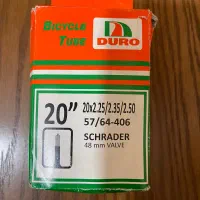 BICYCLE
TUBE
DURO
20"
20x2.25/2.35/2.50
57/64-406
SCHRADER
48 mm VALVE